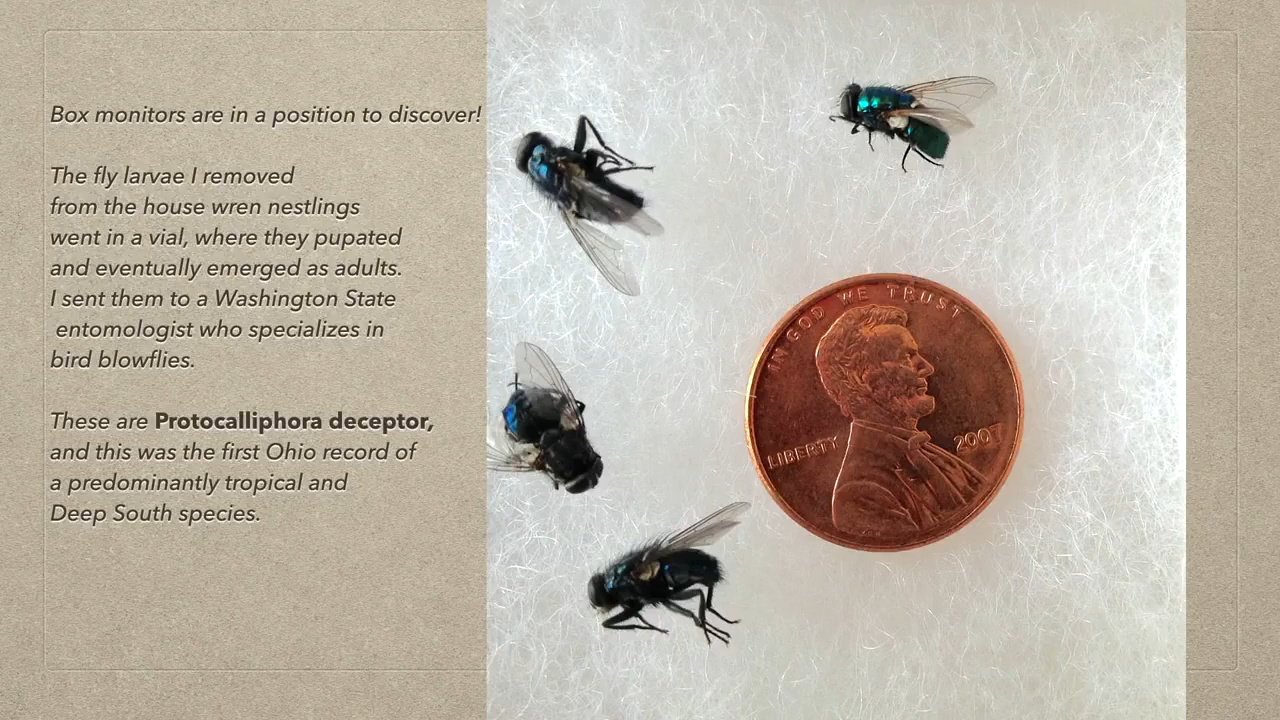 Box monitors are in a position to discover!
The fly larvae I removed
from the house wren nestlings
went in a vial, where they pupated
and eventually emerged as adults.
I sent them to a Washington State
entomologist who specializes in
bird blowflies.
These are Protocalliphora deceptor,
and this was the first Ohio record of
a predominantly tropical and
Deep South species.
IN GOD WE TRUST
LIBERTY
2007